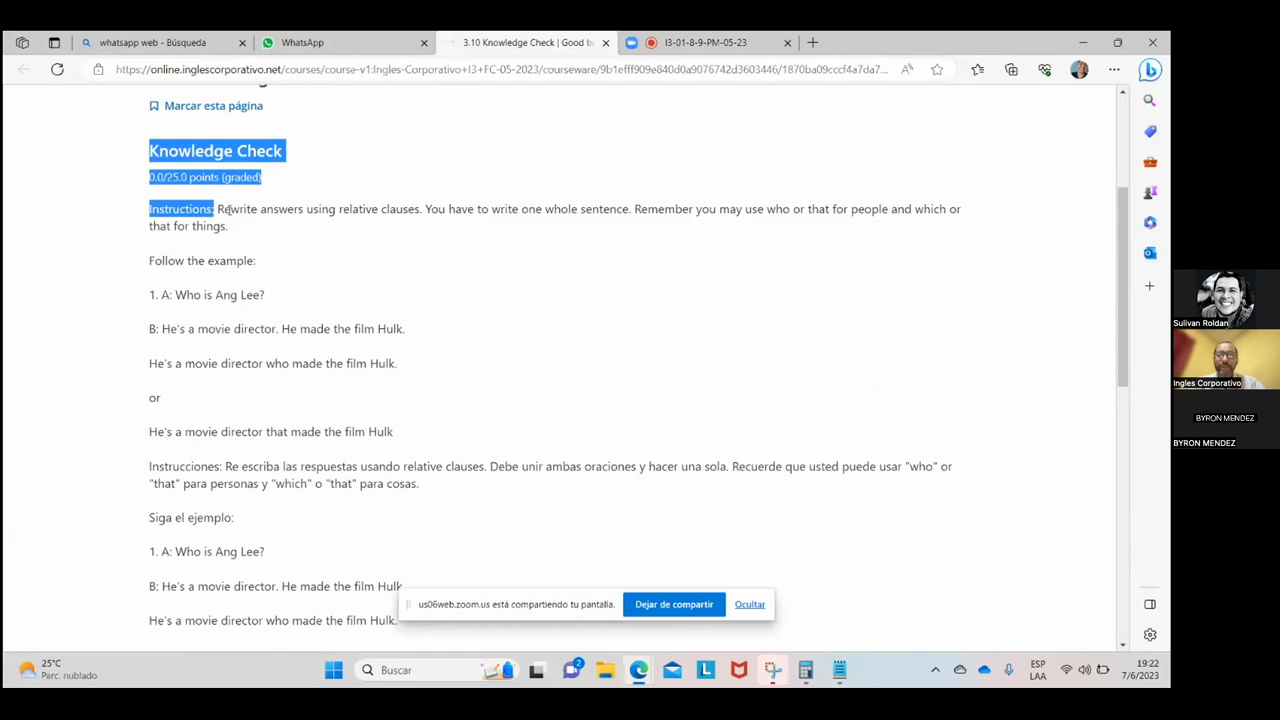 whatsapp web - Búsqueda
WhatsApp
3.10 Knowledge Check | Good b
I3-01-8-9-PM-05-23
https://online.inglescorporativo.net/courses/course-v1:Ingles-Corporativo+I3+FC-05-2023/courseware/9b1efff909e840d0a9076742d3603446/1870ba09cccf4a7da7...
Marcar esta página
Knowledge Check
0.0/25.0 points (graded)
Instructions: Rewrite answers using relative clauses. You have to write one whole sentence. Remember you may use who or that for people and which or
that for things.
Follow the example:
1. A: Who is Ang Lee?
B: He's a movie director. He made the film Hulk.
He's a movie director who made the film Hulk.
or
He's a movie director that made the film Hulk
Instrucciones: Re escriba las respuestas usando relative clauses. Debe unir ambas oraciones y hacer una sola. Recuerde que usted puede usar "who" or
"that" para personas y "which" o "that" para cosas.
Siga el ejemplo:
1. A: Who is Ang Lee?
B: He's a movie director. He made the film Hulk
He's a movie director who made the film Hulk.
us06web.zoom.us está compartiendo tu pantalla.
Dejar de compartir
Ocultar
Sulivan Roldan
Ingles Corporativo
BYRON MENDEZ
BYRON MENDEZ
25°C
Parc. nublado
Buscar
2
ESP
LAA
19:22
7/6/2023